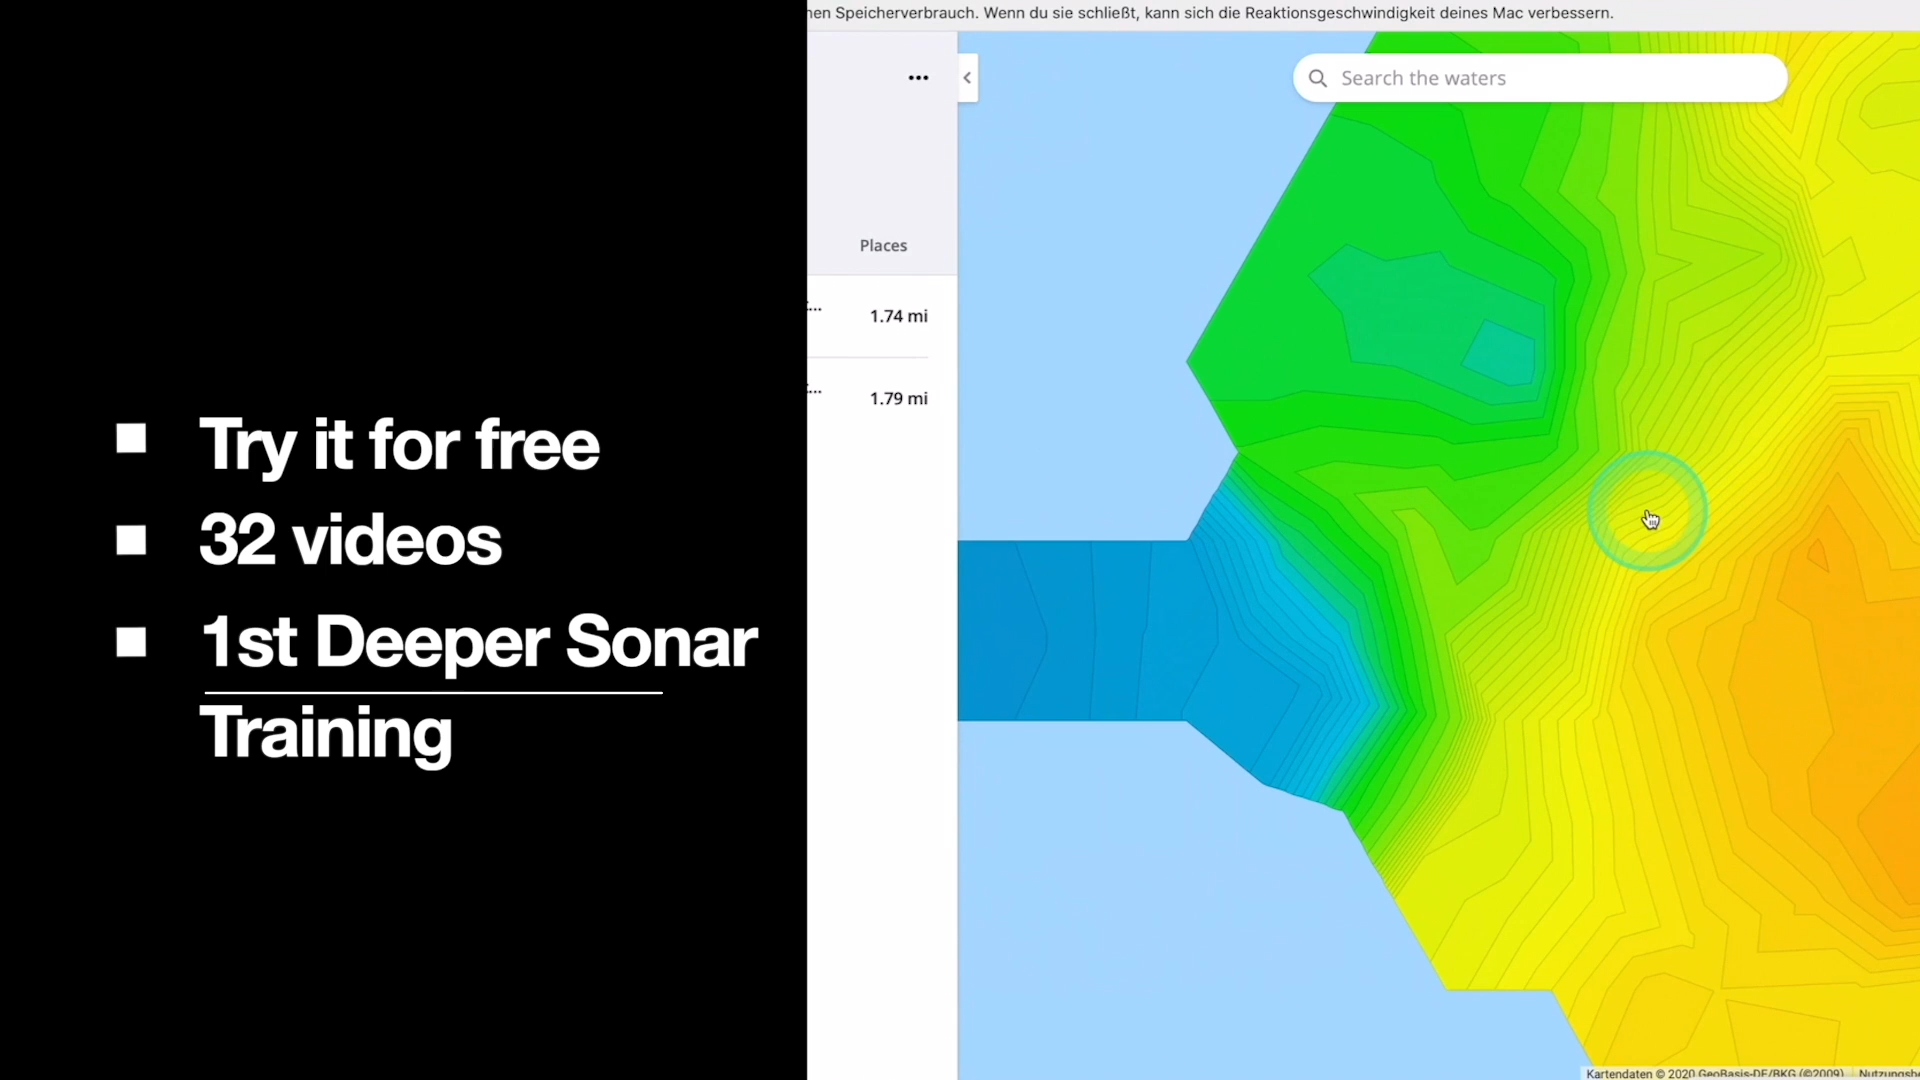 nen Speicherverbrauch. Wenn du sie schließt, kann sich die Reaktionsgeschwindigkeit deines Mac verbessern.
Search the waters
Places
1.74 mi
1.79 mi
Try it for free
32 videos
1st Deeper Sonar
Training
Kartendaten © 2020 GeoBasis-DE/BKG (©2009)